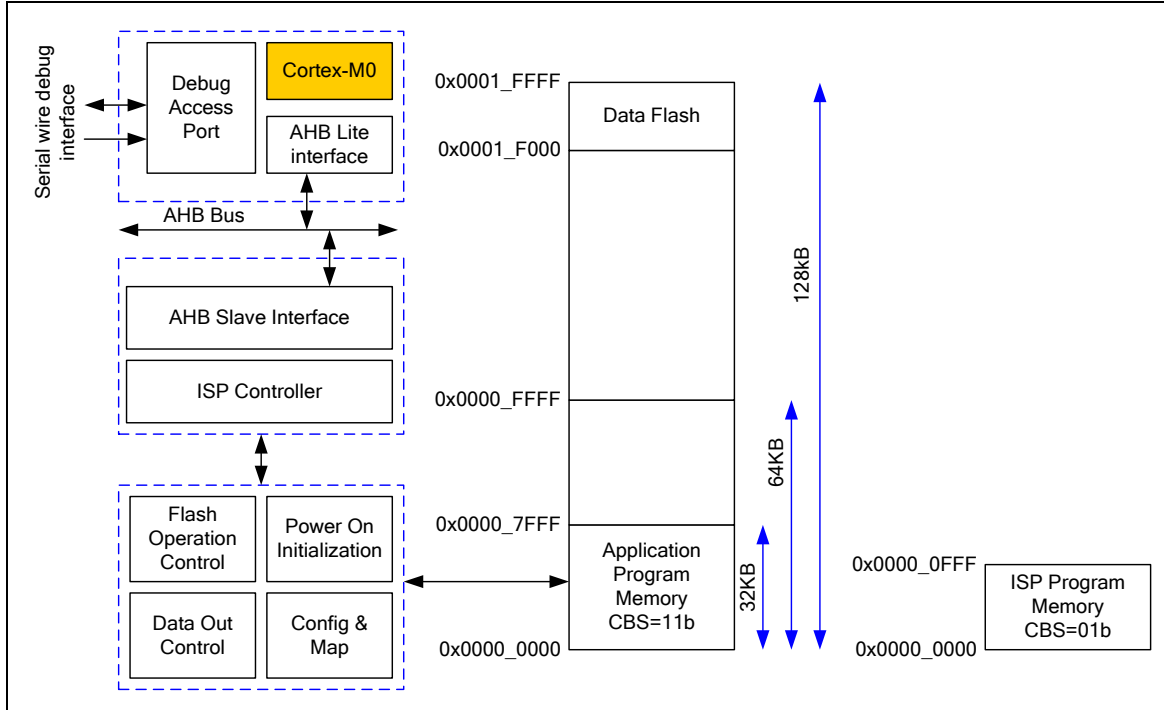 Serial wire debug
interface
Debug
Access
Port
Cortex-M0
AHB Lite
interface
AHB Bus
AHB Slave Interface
ISP Controller
Flash
Operation
Control
Power On
Initialization
Data Out
Control
Config &
Map
0x0001_FFFF
Data Flash
0x0001_F000
0x0000_FFFF
0x0000_7FFF
Application
Program
Memory
CBS=11b
0x0000_0000
32KB
64KB
128kB
0x0000_0FFF
ISP Program
Memory
CBS=01b
0x0000_0000